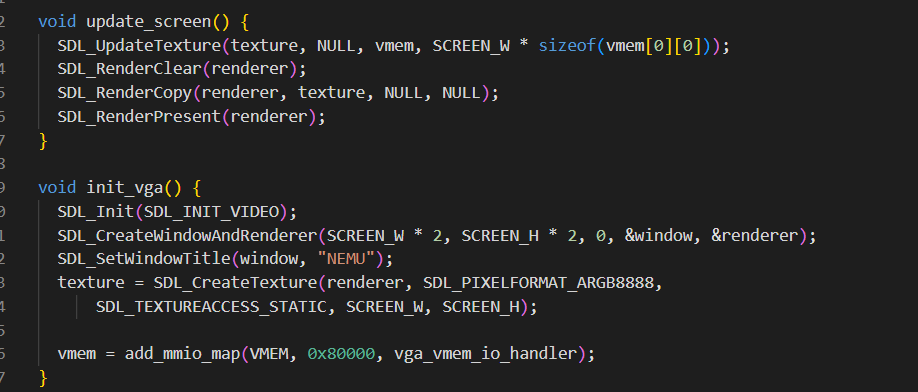 2 void update_screen() {
3 SDL_UpdateTexture(texture, NULL, vmem, SCREEN_W * sizeof(vmem[0][0]));
4 SDL_RenderClear(renderer);
5 SDL_RenderCopy(renderer, texture, NULL, NULL);
6 SDL_RenderPresent(renderer);
7 }
8
9 void init_vga() {
0 SDL_Init(SDL_INIT_VIDEO);
1 SDL_CreateWindowAndRenderer(SCREEN_W * 2, SCREEN_H * 2, 0, &window, &renderer);
2 SDL_SetWindowTitle(window, "NEMU");
3 texture = SDL_CreateTexture(renderer, SDL_PIXELFORMAT_ARGB8888,
4 SDL_TEXTUREACCESS_STATIC, SCREEN_W, SCREEN_H);
5
6 vmem = add_mmio_map(VMEM, 0x80000, vga_vmem_io_handler);
7 }